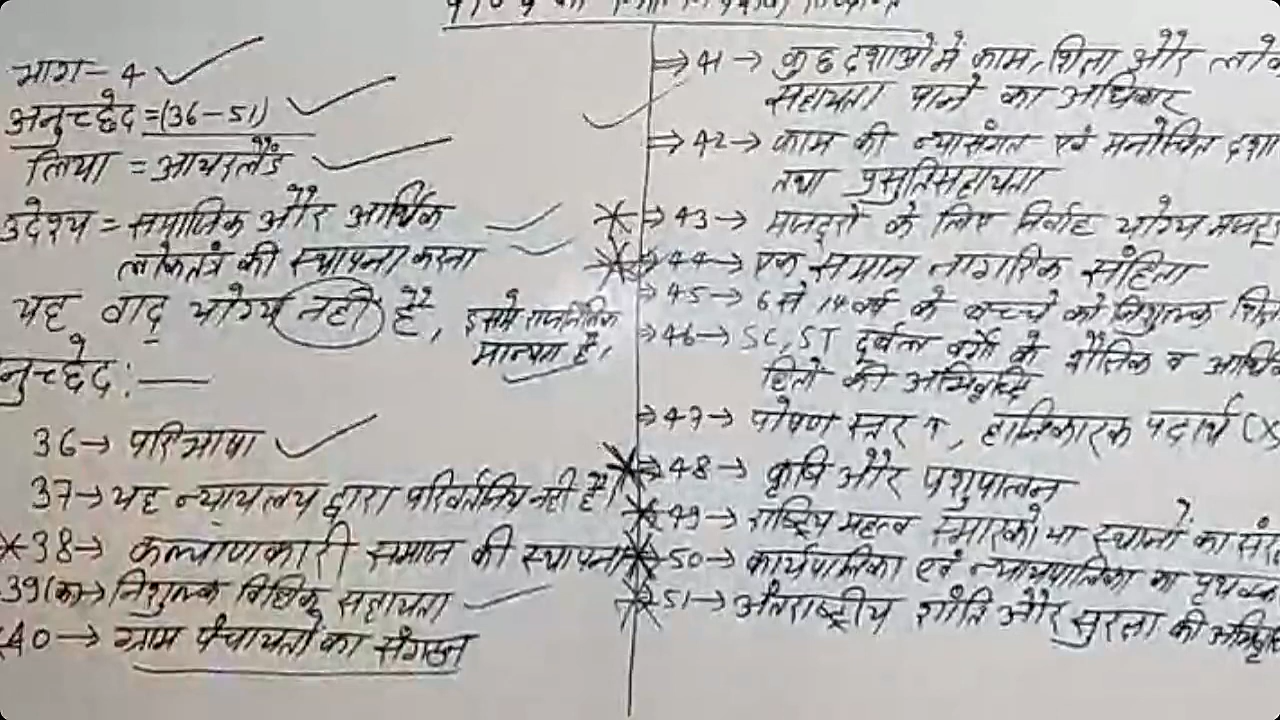 भाग- 4
अनुच्छेद =(36-51)
लिया = आयरलैंड
उदेश्य = समाजिक और आर्थिक
लोकतंत्र की स्थापना करना
यह वाद योग्य नहीं है,
इसमे राजनितिक
मान्यता है,
नुच्छेद:—
36→ परिभाषा
37→यह न्यायालय द्वारा परिवर्तनिय नही है।
*38→ कल्याणकारी समाज की स्थापना
39(क)→ निशुल्क विधिक सहायता
40→ ग्राम पंचायतों का संगठन
⇒41→ कुछ दशाओ में काम, शिक्षा और
सहायता पाने का अधिकार
⇒42→ काम की न्यासंगत एवं मनोचित दशा
तथा प्रसुतिसहायता
*⇒43→ मजदूरों के लिए निर्वाह योग्य
*⇒44→ एक समान नागरिक संहिता
⇒45→ 6 से 14 वर्ष के बच्चे को निशुल्क
⇒46→ SC, ST दुर्बल वर्गो के शैक्षिक व
हितों की अभिवृद्धि
⇒47→ पोषण स्तर ↑, हानिकारक पदार्थ (×
*⇒48→ कृषि और पशुपालन
*⇒49→ राष्ट्रिय महत्व स्मारको या स्थानों का
*⇒50→ कार्यपालिका एवं न्यायपालिका का
*⇒51→ अंतराष्ट्रीय शांति और सुरक्षा की